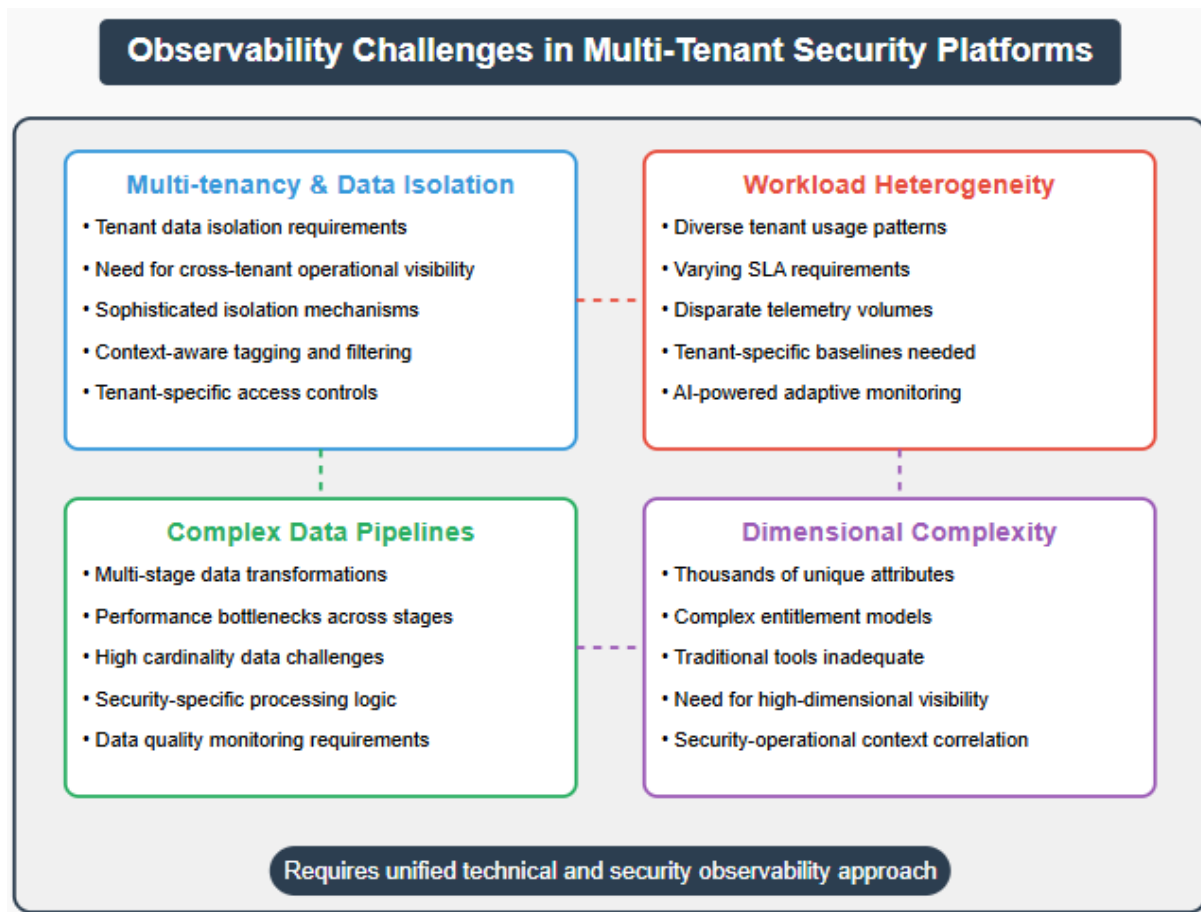 Observability Challenges in Multi-Tenant Security Platforms
Multi-tenancy & Data Isolation
• Tenant data isolation requirements
• Need for cross-tenant operational visibility
• Sophisticated isolation mechanisms
• Context-aware tagging and filtering
• Tenant-specific access controls
Workload Heterogeneity
• Diverse tenant usage patterns
• Varying SLA requirements
• Disparate telemetry volumes
• Tenant-specific baselines needed
• AI-powered adaptive monitoring
Complex Data Pipelines
• Multi-stage data transformations
• Performance bottlenecks across stages
• High cardinality data challenges
• Security-specific processing logic
• Data quality monitoring requirements
Dimensional Complexity
• Thousands of unique attributes
• Complex entitlement models
• Traditional tools inadequate
• Need for high-dimensional visibility
• Security-operational context correlation
Requires unified technical and security observability approach